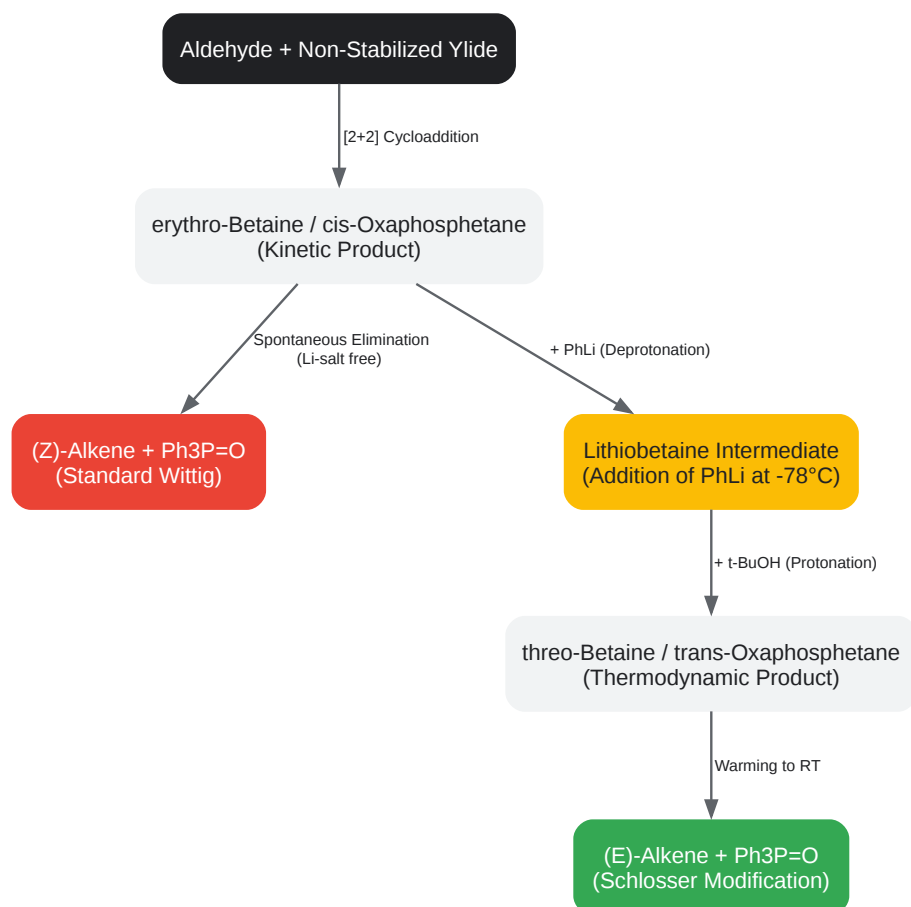 Aldehyde + Non-Stabilized Ylide
[2+2] Cycloaddition
erythro-Betaine / cis-Oxaphosphetane
(Kinetic Product)
Spontaneous Elimination
(Li-salt free)
+ PhLi (Deprotonation)
(Z)-Alkene + Ph3P=O
(Standard Wittig)
Lithiobetaine Intermediate
(Addition of PhLi at -78°C)
+ t-BuOH (Protonation)
threo-Betaine / trans-Oxaphosphetane
(Thermodynamic Product)
Warming to RT
(E)-Alkene + Ph3P=O
(Schlosser Modification)